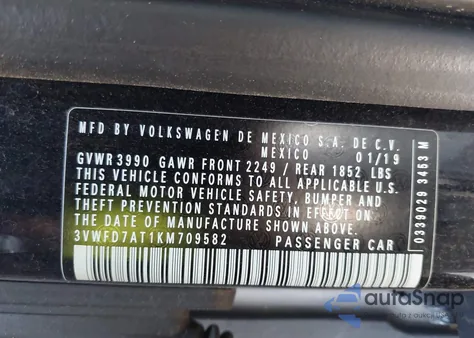 MFD BY VOLKSWAGEN DE MEXICO S.A. DE C.V.
MEXICO 01/19
GVWR 3990 GAWR FRONT 2249 / REAR 1852 LBS
THIS VEHICLE CONFORMS TO ALL APPLICABLE U.S.
FEDERAL MOTOR VEHICLE SAFETY, BUMPER AND
THEFT PREVENTION STANDARDS IN EFFECT ON
THE DATE OF MANUFACTURE SHOWN ABOVE.
3VWFD7AT1KM709582 PASSENGER CAR
0339029 3453 M
autoSnap